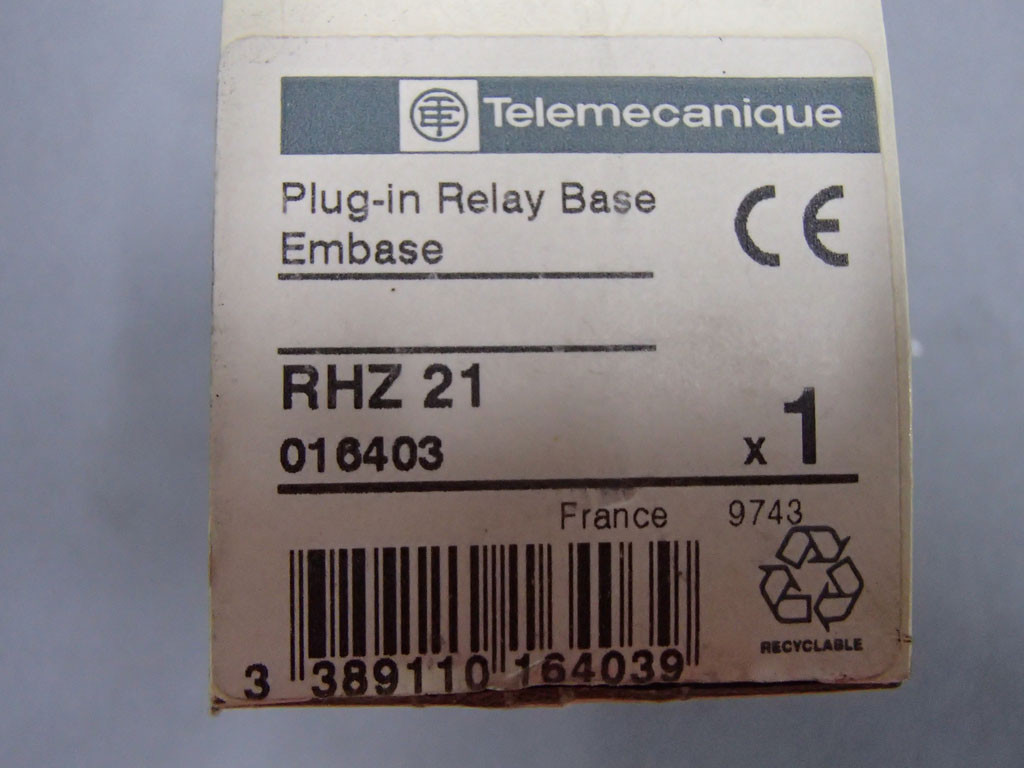 Telemecanique
Plug-in Relay Base
Embase
CE
RHZ 21
016403
x 1
France 9743
RECYCLABLE
3 389110 164039